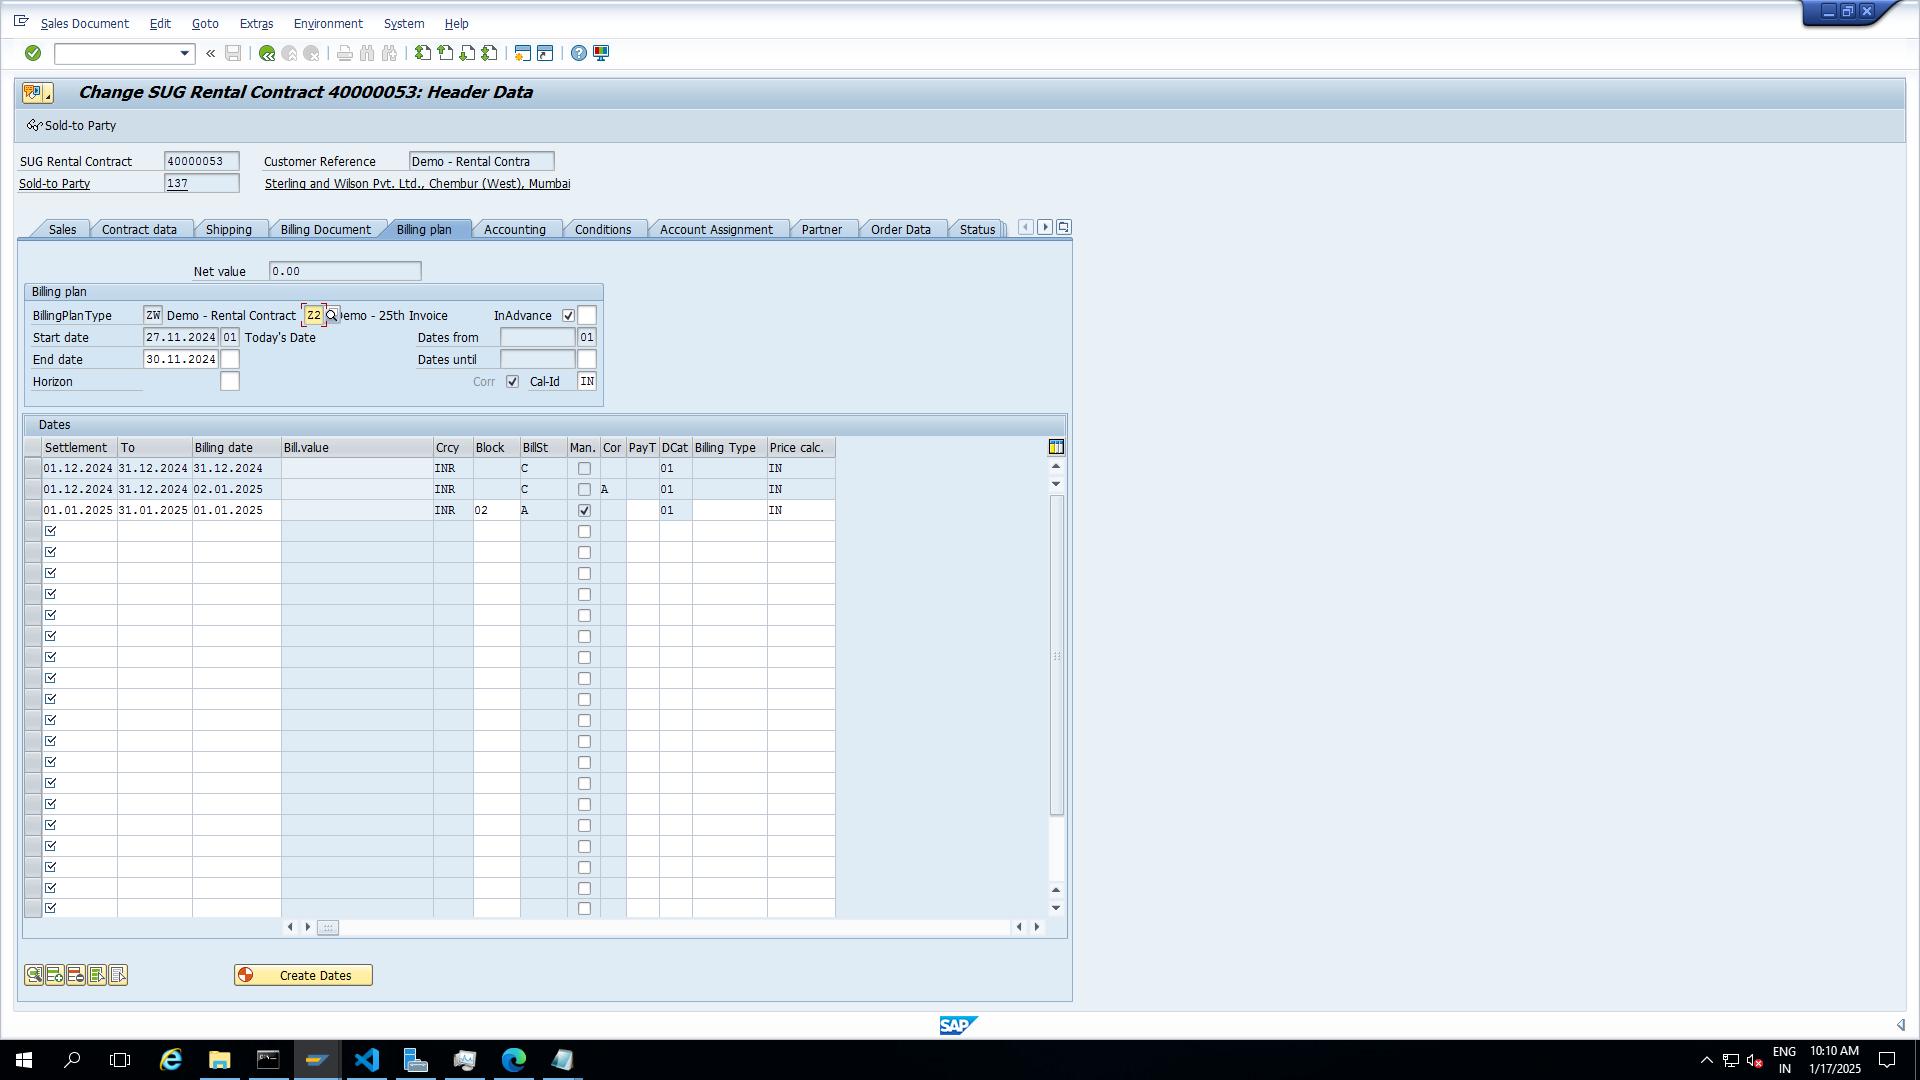 Sales Document Edit Goto Extras Environment System Help
Change SUG Rental Contract 40000053: Header Data
Sold-to Party
SUG Rental Contract 40000053 Customer Reference Demo - Rental Contra
Sold-to Party 137 Sterling and Wilson Pvt. Ltd., Chembur (West), Mumbai
Sales Contract data Shipping Billing Document Billing plan Accounting Conditions Account Assignment Partner Order Data Status
Net value 0.00
Billing plan
BillingPlanType ZW Demo - Rental Contract Z2 emo - 25th Invoice InAdvance
Start date 27.11.2024 01 Today's Date Dates from 01
End date 30.11.2024 Dates until
Horizon Corr Cal-Id IN
Dates
Settlement To Billing date Bill.value Crcy Block BillSt Man. Cor PayT DCat Billing Type Price calc.
01.12.2024 31.12.2024 31.12.2024 INR C 01 IN
01.12.2024 31.12.2024 02.01.2025 INR C A 01 IN
01.01.2025 31.01.2025 01.01.2025 INR 02 A 01 IN
Create Dates
SAP
ENG 10:10 AM
IN 1/17/2025